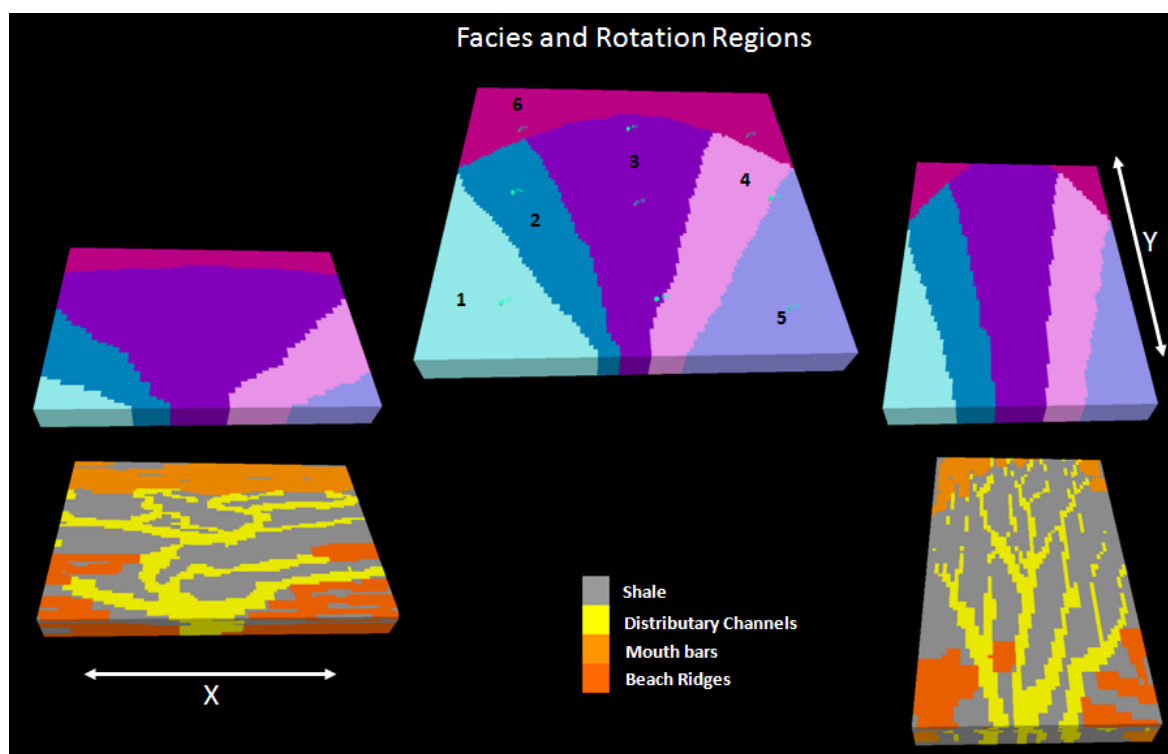 Facies and Rotation Regions
6
3
4
2
1
5
Y
Shale
Distributary Channels
Mouth bars
Beach Ridges
X